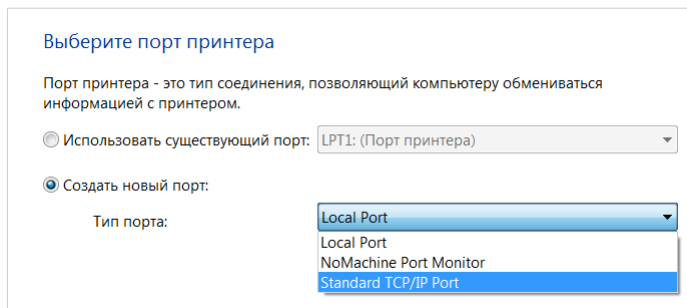 Выберите порт принтера
Порт принтера - это тип соединения, позволяющий компьютеру обмениваться
информацией с принтером.
Использовать существующий порт: LPT1: (Порт принтера)
Создать новый порт:
Тип порта: Local Port
Local Port
NoMachine Port Monitor
Standard TCP/IP Port